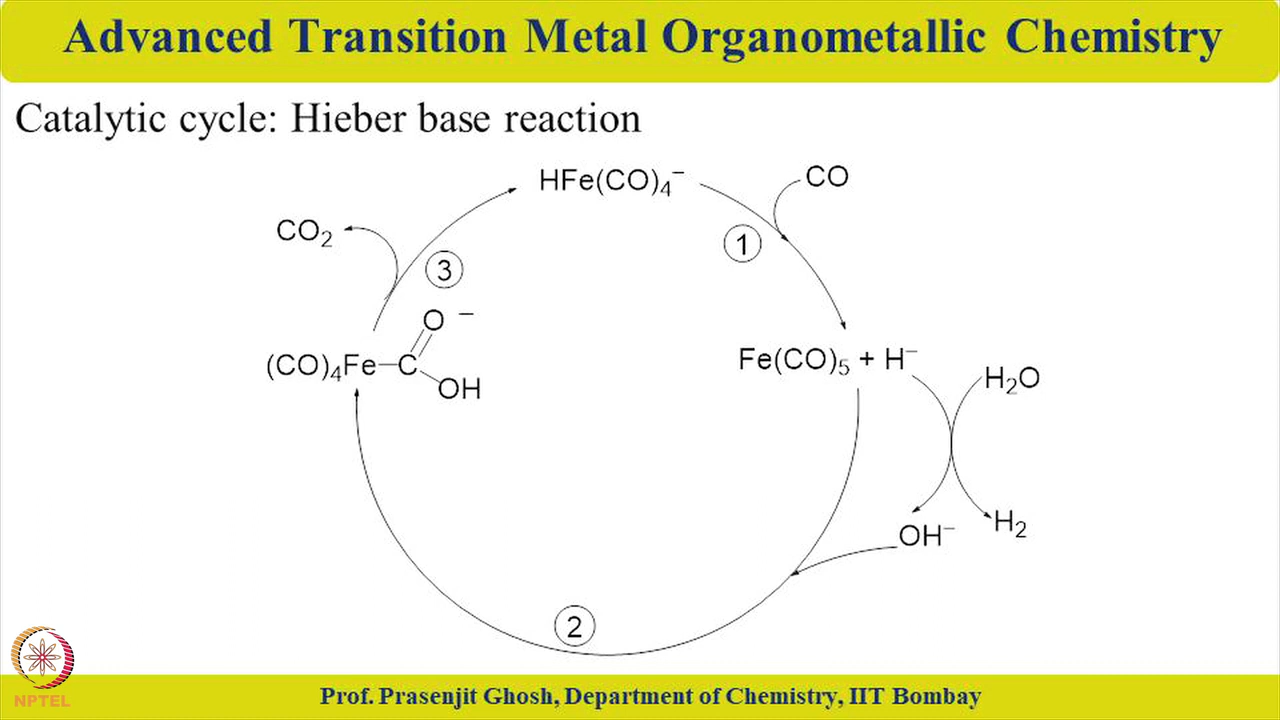 Advanced Transition Metal Organometallic Chemistry
Catalytic cycle: Hieber base reaction
HFe(CO)₄⁻
CO
CO₂
1
3
O ⁻
(CO)₄Fe C
OH
Fe(CO)₅ + H⁻
H₂O
OH⁻
H₂
2
NPTEL
Prof. Prasenjit Ghosh, Department of Chemistry, IIT Bombay